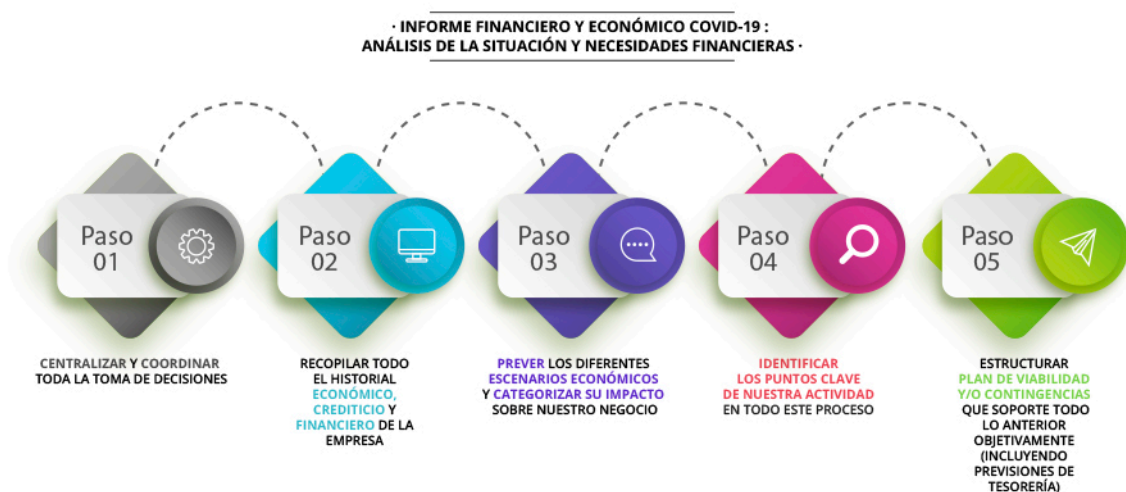 · INFORME FINANCIERO Y ECONÓMICO COVID-19 :
ANÁLISIS DE LA SITUACIÓN Y NECESIDADES FINANCIERAS ·
Paso
01
CENTRALIZAR Y COORDINAR
TODA LA TOMA DE DECISIONES
Paso
02
RECOPILAR TODO
EL HISTORIAL
ECONÓMICO,
CREDITICIO Y
FINANCIERO DE LA
EMPRESA
Paso
03
PREVER LOS DIFERENTES
ESCENARIOS ECONÓMICOS
Y CATEGORIZAR SU IMPACTO
SOBRE NUESTRO NEGOCIO
Paso
04
IDENTIFICAR
LOS PUNTOS CLAVE
DE NUESTRA ACTIVIDAD
EN TODO ESTE PROCESO
Paso
05
ESTRUCTURAR
PLAN DE VIABILIDAD
Y/O CONTINGENCIAS
QUE SOPORTE TODO
LO ANTERIOR
OBJETIVAMENTE
(INCLUYENDO
PREVISIONES DE
TESORERÍA)